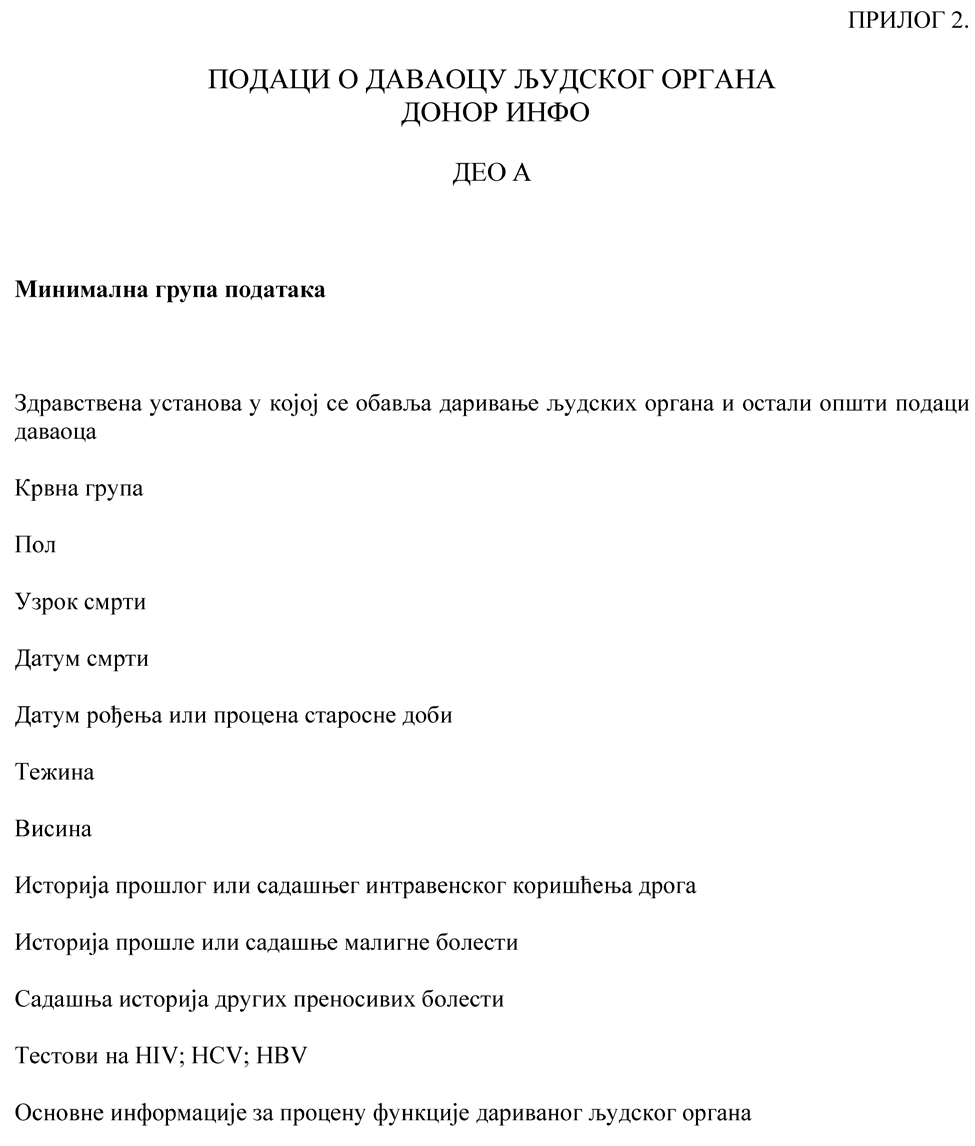 ПРИЛОГ 2.
ПОДАЦИ О ДАВАОЦУ ЉУДСКОГ ОРГАНА
ДОНОР ИНФО
ДЕО А
Минимална група података
Здравствена установа у којој се обавља даривање људских органа и остали општи подаци
даваоца
Крвна група
Пол
Узрок смрти
Датум смрти
Датум рођења или процена старосне доби
Тежина
Висина
Историја прошлог или садашњег интравенског коришћења дрога
Историја прошле или садашње малигне болести
Садашња историја других преносивих болести
Тестови на HIV; HCV; HBV
Основне информације за процену функције дариваног људског органа